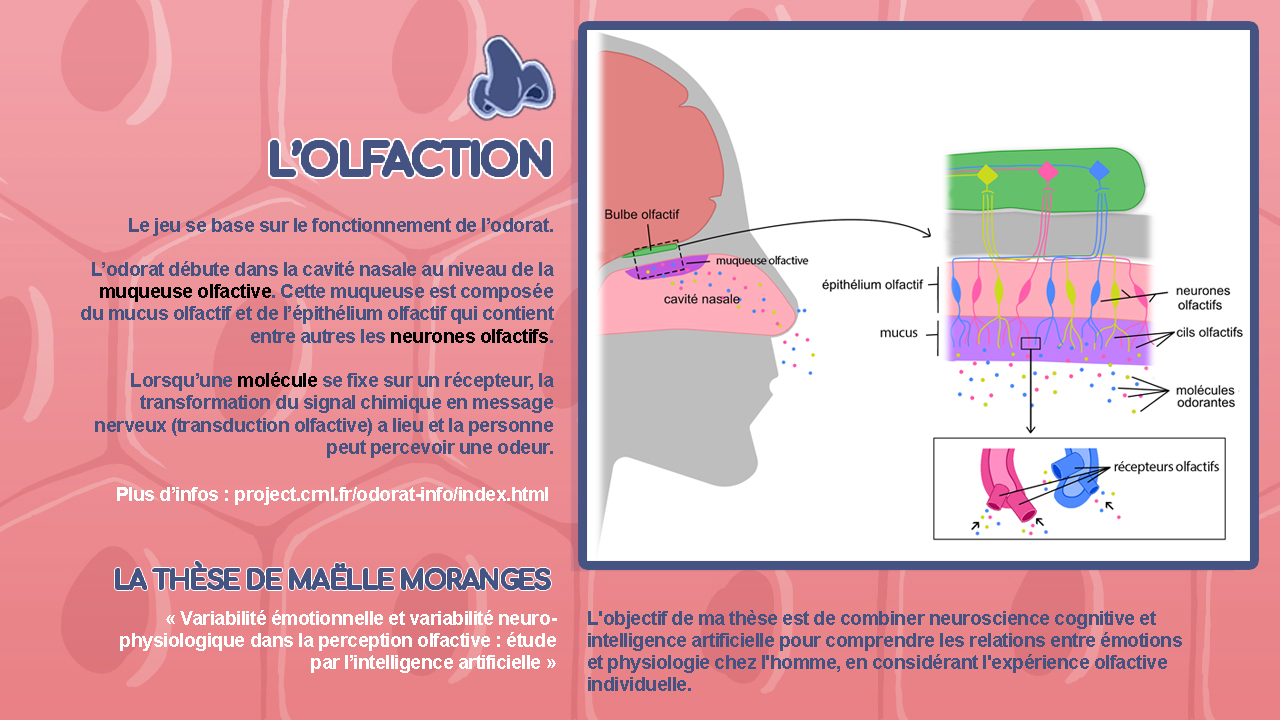 L'OLFACTION
Le jeu se base sur le fonctionnement de l'odorat.
L'odorat débute dans la cavité nasale au niveau de la
muqueuse olfactive. Cette muqueuse est composée
du mucus olfactif et de l'épithélium olfactif qui contient
entre autres les neurones olfactifs.
Lorsqu'une molécule se fixe sur un récepteur, la
transformation du signal chimique en message
nerveux (transduction olfactive) a lieu et la personne
peut percevoir une odeur.
Plus d'infos : project.crnl.fr/odorat-info/index.html
LA THÈSE DE MAËLLE MORANGES
« Variabilité émotionnelle et variabilité neuro-
physiologique dans la perception olfactive : étude
par l'intelligence artificielle »
Bulbe olfactif
muqueuse olfactive
cavité nasale
épithélium olfactif
mucus
neurones
olfactifs
cils olfactifs
molécules
odorantes
récepteurs olfactifs
L'objectif de ma thèse est de combiner neuroscience cognitive et
intelligence artificielle pour comprendre les relations entre émotions
et physiologie chez l'homme, en considérant l'expérience olfactive
individuelle.